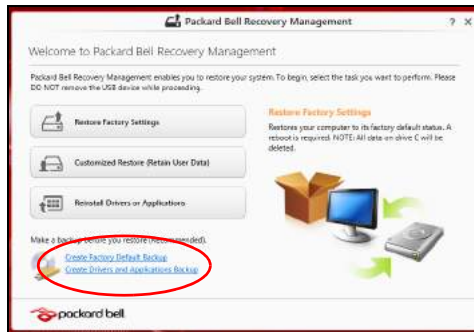 Packard Bell Recovery Management
? X
Welcome to Packard Bell Recovery Management
Packard Bell Recovery Management enables you to restore your system. To begin, select the task you want to perform. Please
DO NOT remove the USB device while proceeding.
Restore Factory Settings
Customized Restore (Retain User Data)
Reinstall Drivers or Applications
Restore Factory Settings
Restores your computer to its factory default status. A
reboot is required. NOTE: All data on drive C will be
deleted.
Make a backup before you restore (Recommended).
Create Factory Default Backup
Create Drivers and Applications Backup
packard bell